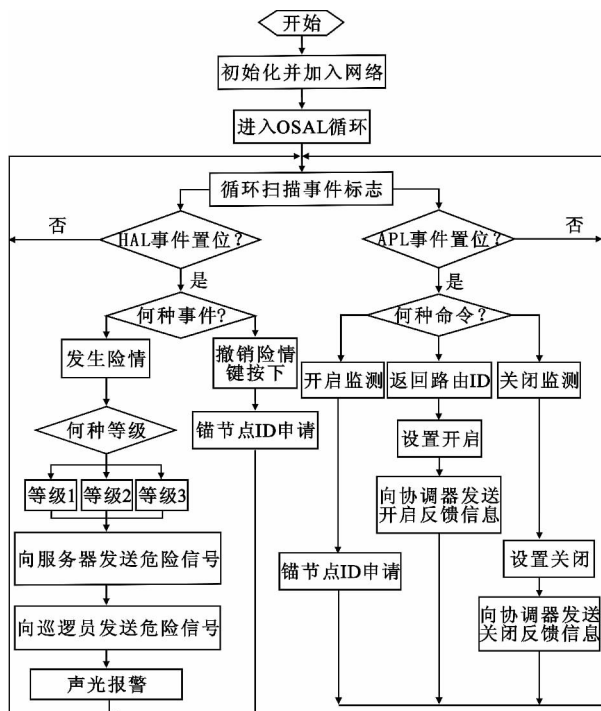 开始
初始化并加入网络
进入OSAL循环
循环扫描事件标志
否
HAL事件置位？
APL事件置位？
否
是
是
何种事件？
何种命令？
发生险情
撤销险情
键按下
开启监测
返回路由ID
关闭监测
何种等级
锚节点ID申请
设置开启
等级1
等级2
等级3
向协调器发送
开启反馈信息
向服务器发送危险信号
锚节点ID申请
设置关闭
向巡逻员发送危险信号
向协调器发送
关闭反馈信息
声光报警